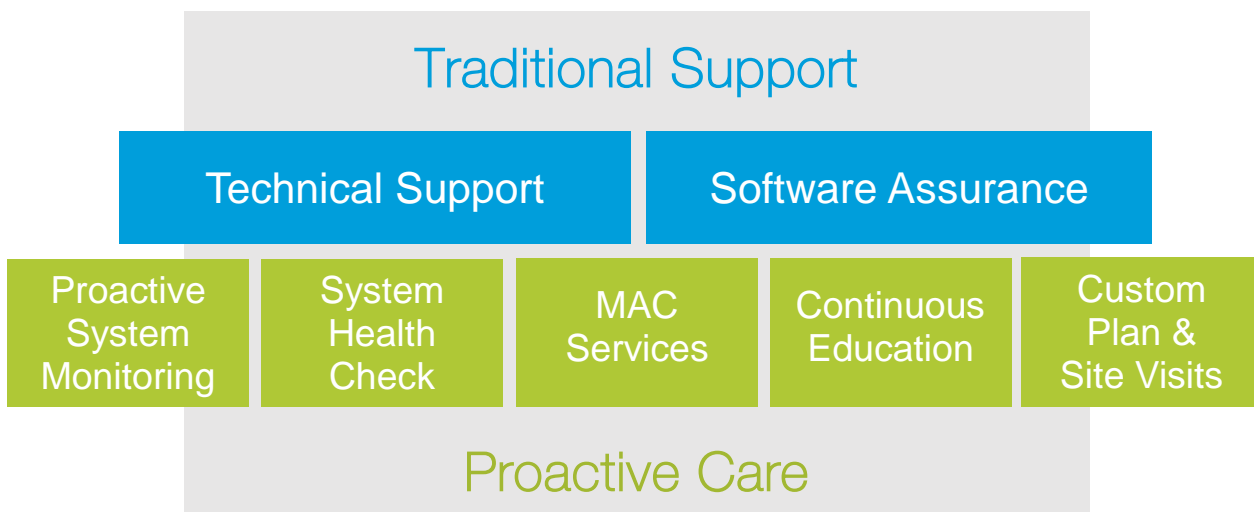 Traditional Support
Technical Support
Software Assurance
Proactive
System
Monitoring
System
Health
Check
MAC
Services
Continuous
Education
Custom
Plan &
Site Visits
Proactive Care